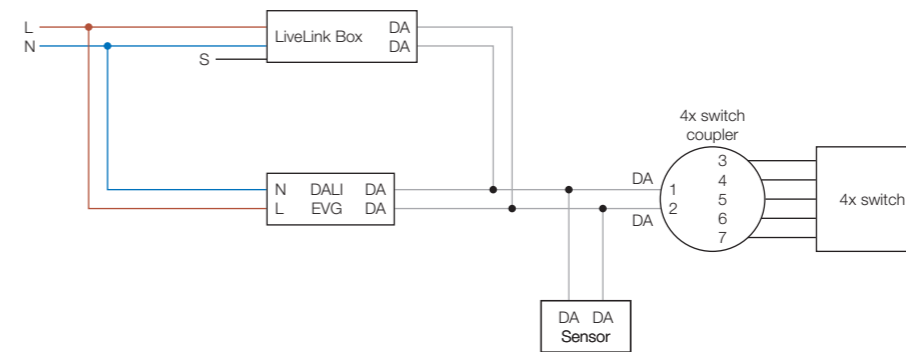 L
N
S
LiveLink Box
DA
DA
N DALI DA
L EVG DA
DA
DA
4x switch
coupler
1
2
3
4
5
6
7
4x switch
DA DA
Sensor